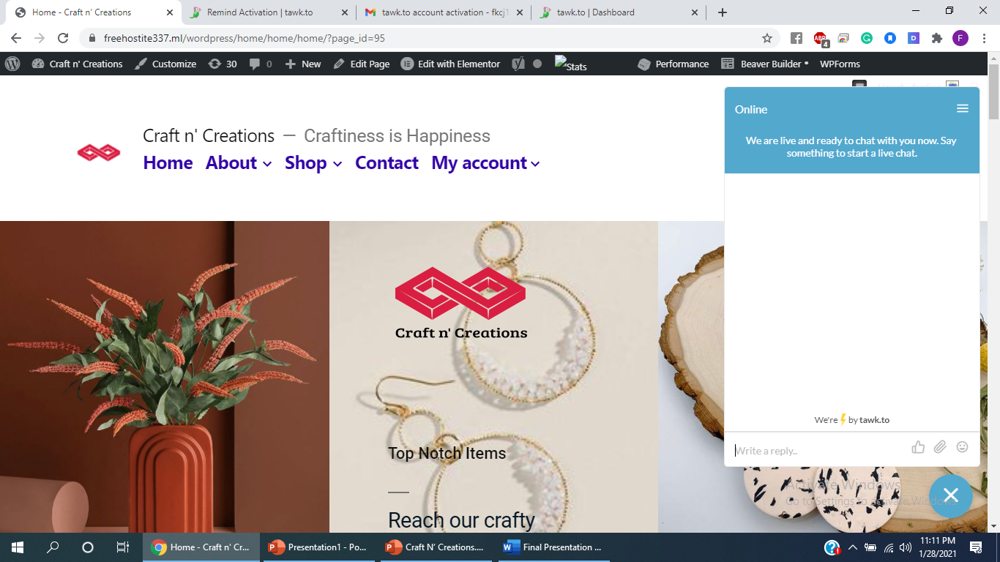 Home - Craft n' Creations
Remind Activation | tawk.to
tawk.to account activation - fkcj1
tawk.to | Dashboard
freehostite337.ml/wordpress/home/home/home/?page_id=95
ABP
4
D
F
Craft n' Creations
Customize
30
0
New
Edit Page
Edit with Elementor
Stats
Performance
Beaver Builder
WPForms
Craft n' Creations — Craftiness is Happiness
Home About Shop Contact My account
Online
We are live and ready to chat with you now. Say
something to start a live chat.
Craft n' Creations
Top Notch Items
Reach our crafty
We're by tawk.to
Write a reply..
Activate Windows
Go to Settings to activate Windows.
Home - Craft n' Cr...
Presentation1 - Po...
Craft N' Creations....
Final Presentation ...
11:11 PM
1/28/2021